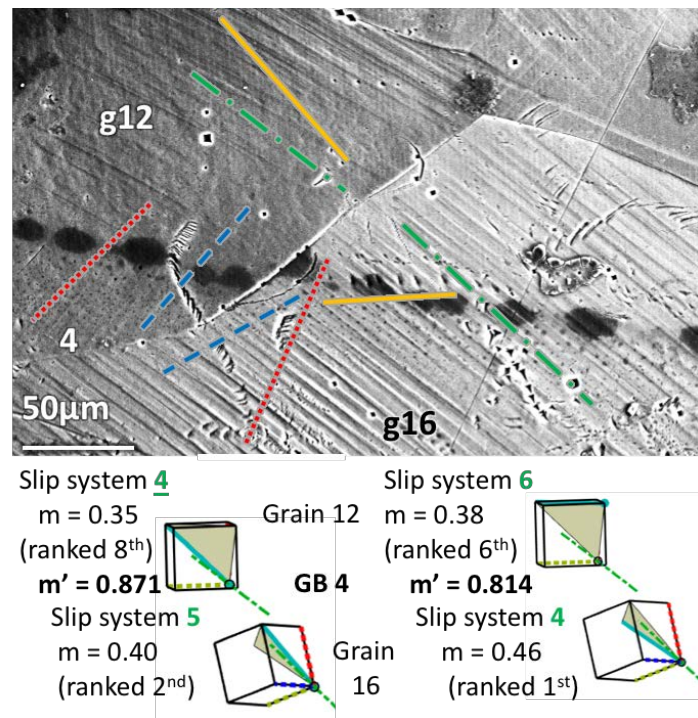 g12
4
50µm
g16
Slip system 4
m = 0.35
(ranked 8th)
m' = 0.871
Slip system 5
m = 0.40
(ranked 2nd)
Grain 12
GB 4
Grain
16
Slip system 6
m = 0.38
(ranked 6th)
m' = 0.814
Slip system 4
m = 0.46
(ranked 1st)